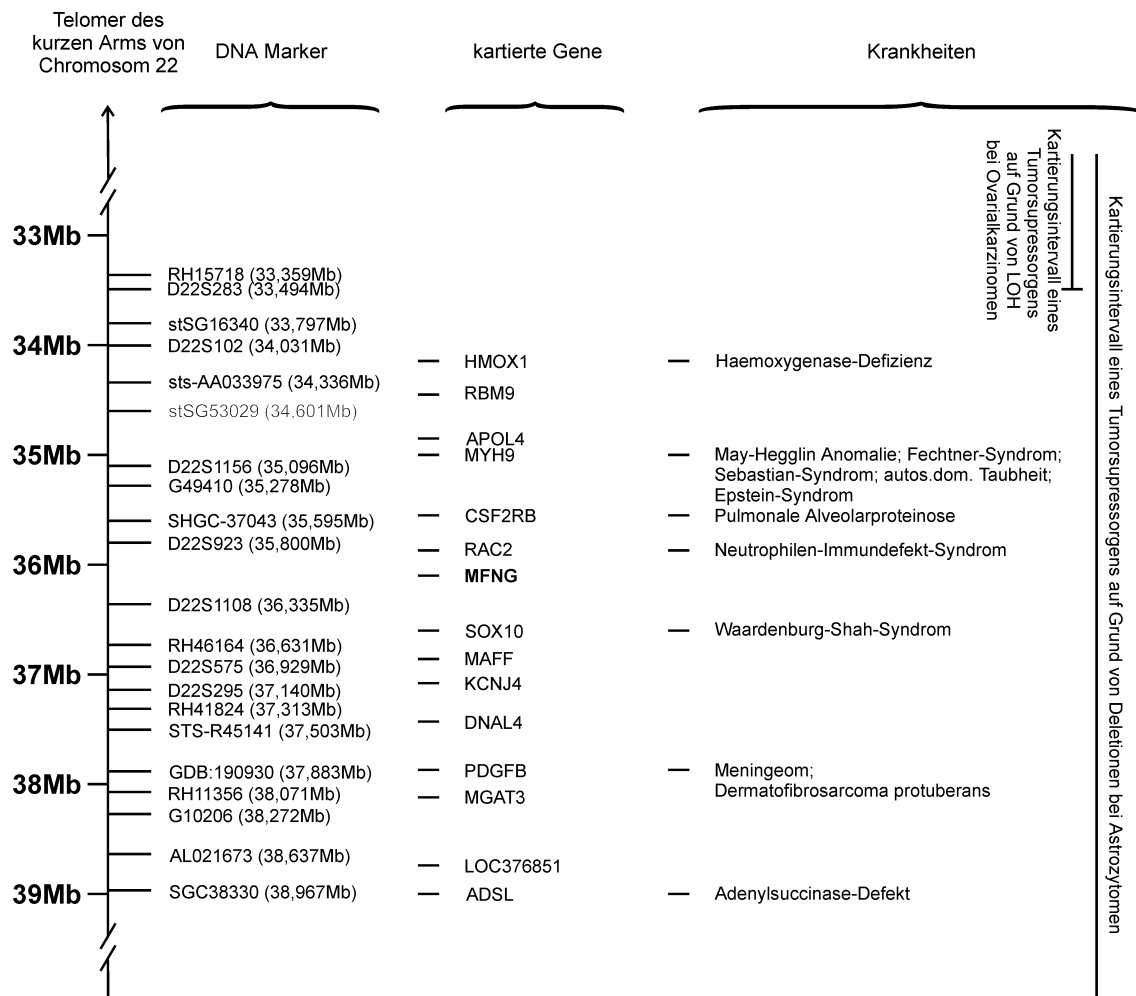 Telomer des
kurzen Arms von
Chromosom 22
DNA Marker
kartierte Gene
Krankheiten
33Mb
34Mb
35Mb
36Mb
37Mb
38Mb
39Mb
RH15718 (33,359Mb)
D22S283 (33,494Mb)
stSG16340 (33,797Mb)
D22S102 (34,031Mb)
sts-AA033975 (34,336Mb)
stSG53029 (34,601Mb)
D22S1156 (35,096Mb)
G49410 (35,278Mb)
SHGC-37043 (35,595Mb)
D22S923 (35,800Mb)
D22S1108 (36,335Mb)
RH46164 (36,631Mb)
D22S575 (36,929Mb)
D22S295 (37,140Mb)
RH41824 (37,313Mb)
STS-R45141 (37,503Mb)
GDB:190930 (37,883Mb)
RH11356 (38,071Mb)
G10206 (38,272Mb)
AL021673 (38,637Mb)
SGC38330 (38,967Mb)
HMOX1
RBM9
APOL4
MYH9
CSF2RB
RAC2
MFNG
SOX10
MAFF
KCNJ4
DNAL4
PDGFB
MGAT3
LOC376851
ADSL
Haemoxygenase-Defizienz
May-Hegglin Anomalie; Fechtner-Syndrom;
Sebastian-Syndrom; autos.dom. Taubheit;
Epstein-Syndrom
Pulmonale Alveolarproteinose
Neutrophilen-Immundefekt-Syndrom
Waardenburg-Shah-Syndrom
Meningeom;
Dermatofibrosarcoma protuberans
Adenylsuccinase-Defekt
Kartierungsintervall eines
Tumorsupressorgens
auf Grund von LOH
bei Ovarialkarzinomen
Kartierungsintervall eines Tumorsupressorgens auf Grund von Deletionen bei Astrozytomen